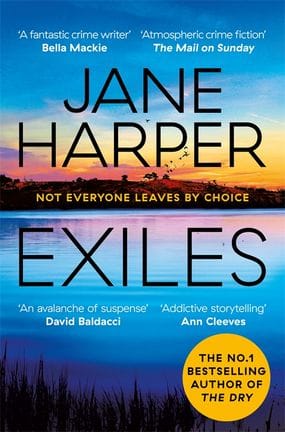 ‘A fantastic crime writer’
Bella Mackie
‘Atmospheric crime fiction’
The Mail on Sunday
JANE
HARPER
NOT EVERYONE LEAVES BY CHOICE
EXILES
‘An avalanche of suspense’
David Baldacci
‘Addictive storytelling’
Ann Cleeves
THE NO.1
BESTSELLING
AUTHOR OF
THE DRY